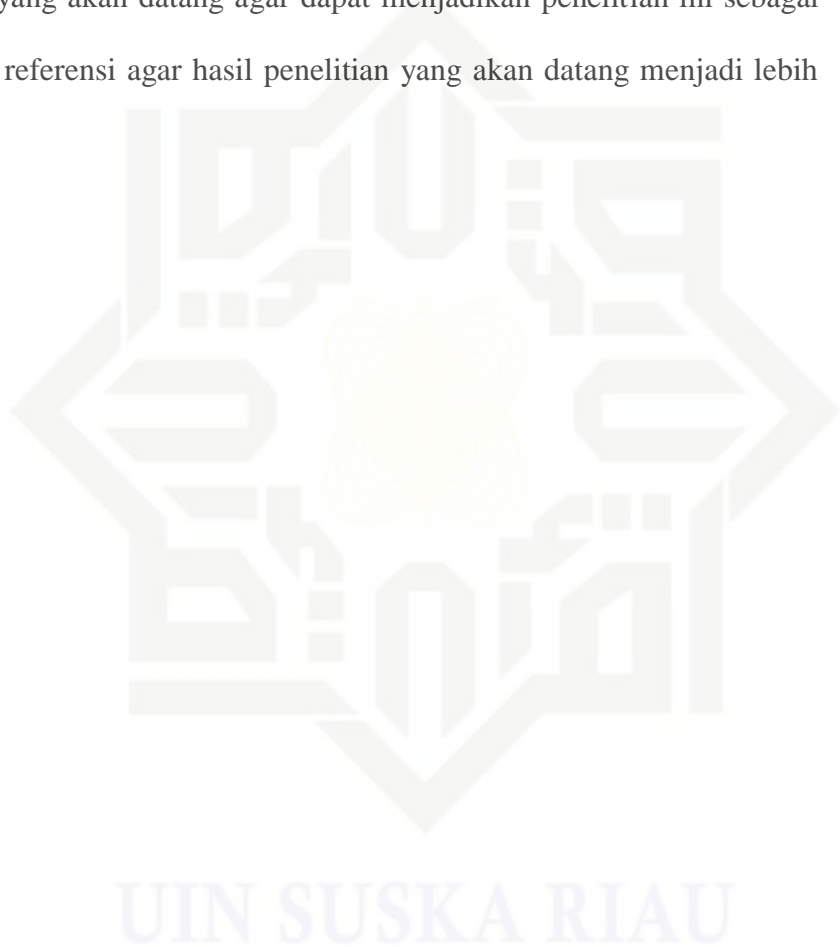 yang akan datang agar dapat menjadikan penelitian ini sebagai
referensi agar hasil penelitian yang akan datang menjadi lebih
UIN SUSKA RIAU